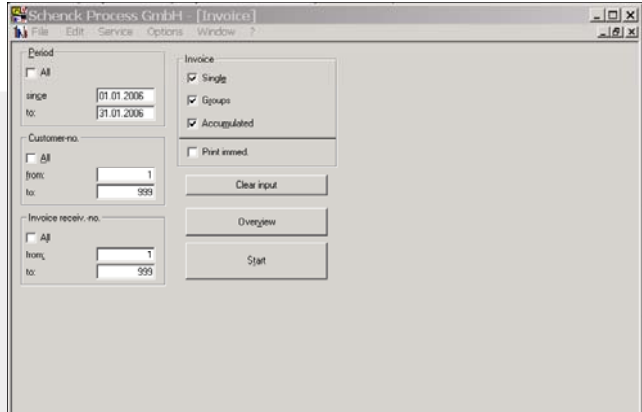 Schenck Process GmbH - [Invoice]
File Edit Service Options Window ?
Period
All
since 01.01.2006
to: 31.01.2006
Customer-no.
All
from: 1
to: 999
Invoice receiv.-no.
All
from: 1
to: 999
Invoice
Single
Groups
Accumulated
Print immed.
Clear input
Overview
Start